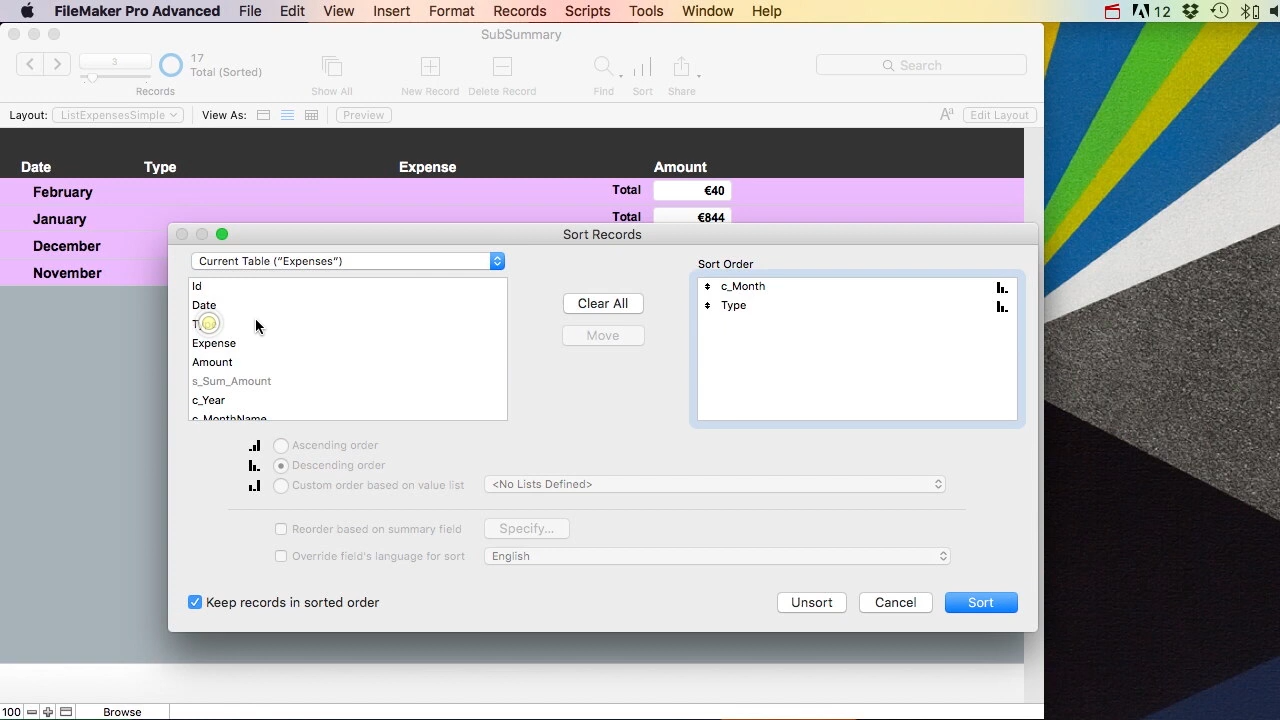 FileMaker Pro Advanced File Edit View Insert Format Records Scripts Tools Window Help 12
SubSummary
3 17
Total (Sorted)
Search
Records Show All New Record Delete Record Find Sort Share
Layout: ListExpensesSimple View As: Preview Edit Layout
Date Type Expense Amount
February Total €40
January Total €844
December
November
Sort Records
Current Table ("Expenses")
Sort Order
Id
Date
Expense
Amount
s_Sum_Amount
c_Year
c_MonthName
Clear All
Move
c_Month
Type
Ascending order
Descending order
Custom order based on value list <No Lists Defined>
Reorder based on summary field Specify...
Override field's language for sort English
Keep records in sorted order Unsort Cancel Sort
100 Browse